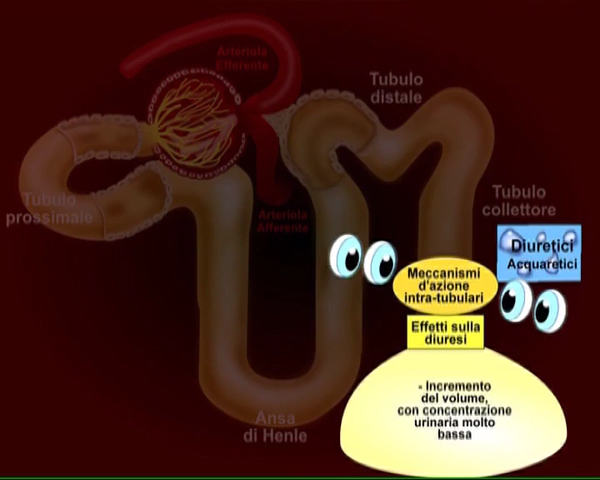 Arteriola
Efferente
Tubulo
distale
Tubulo
prossimale
Tubulo
collettore
Arteriola
Afferente
Diuretici
Acquaretici
Meccanismi
d'azione
intra-tubulari
Effetti sulla
diuresi
- Incremento
del volume,
con concentrazione
urinaria molto
bassa
Ansa
di Henle